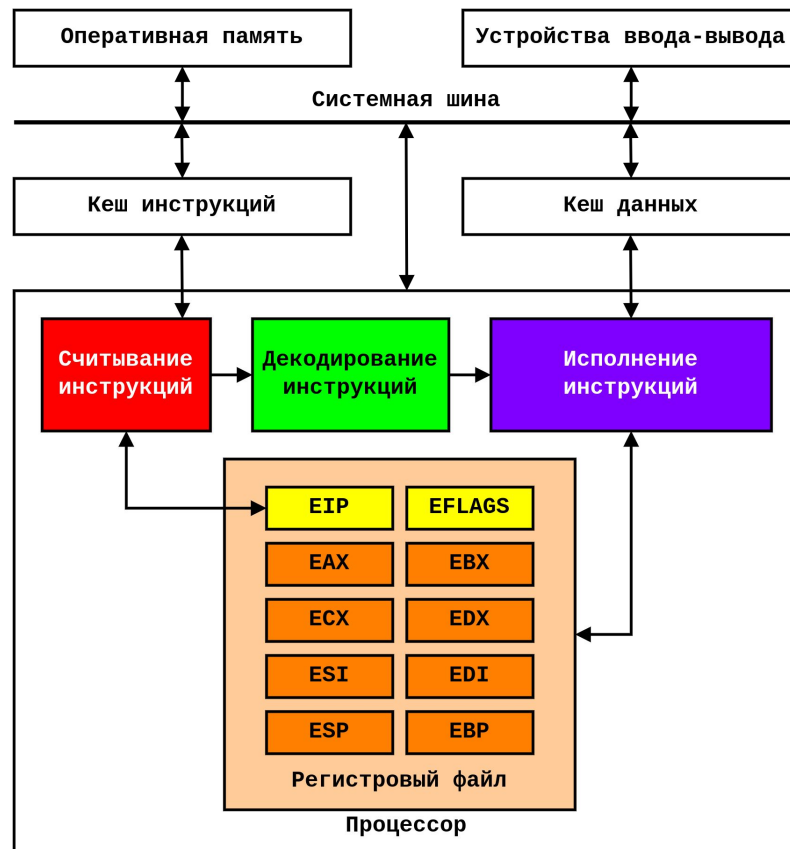 Оперативная память
Устройства ввода-вывода
Системная шина
Кеш инструкций
Кеш данных
Считывание
инструкций
Декодирование
инструкций
Исполнение
инструкций
EIP
EFLAGS
EAX
EBX
ECX
EDX
ESI
EDI
ESP
EBP
Регистровый файл
Процессор